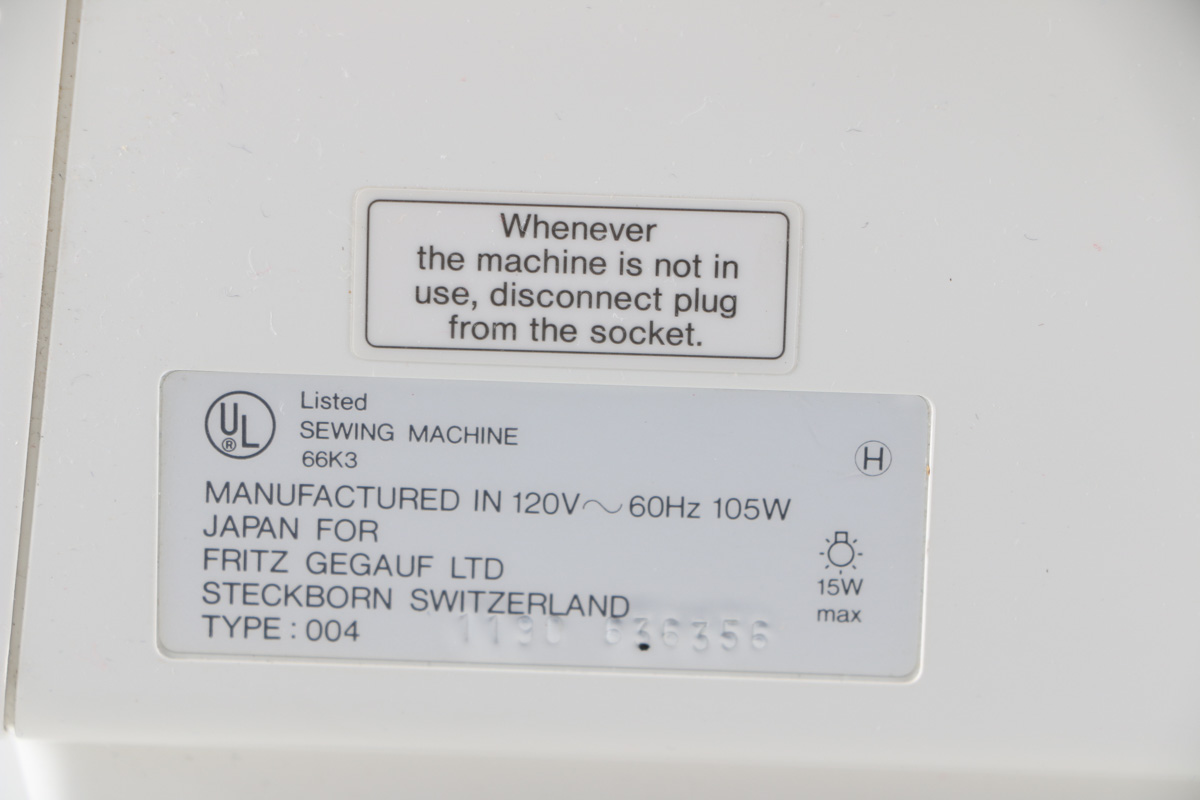 Whenever
the machine is not in
use, disconnect plug
from the socket.
UL ®
Listed
SEWING MACHINE
66K3
H
MANUFACTURED IN 120V～ 60Hz 105W
JAPAN FOR
FRITZ GEGAUF LTD
STECKBORN SWITZERLAND
TYPE : 004
636356
15W
max